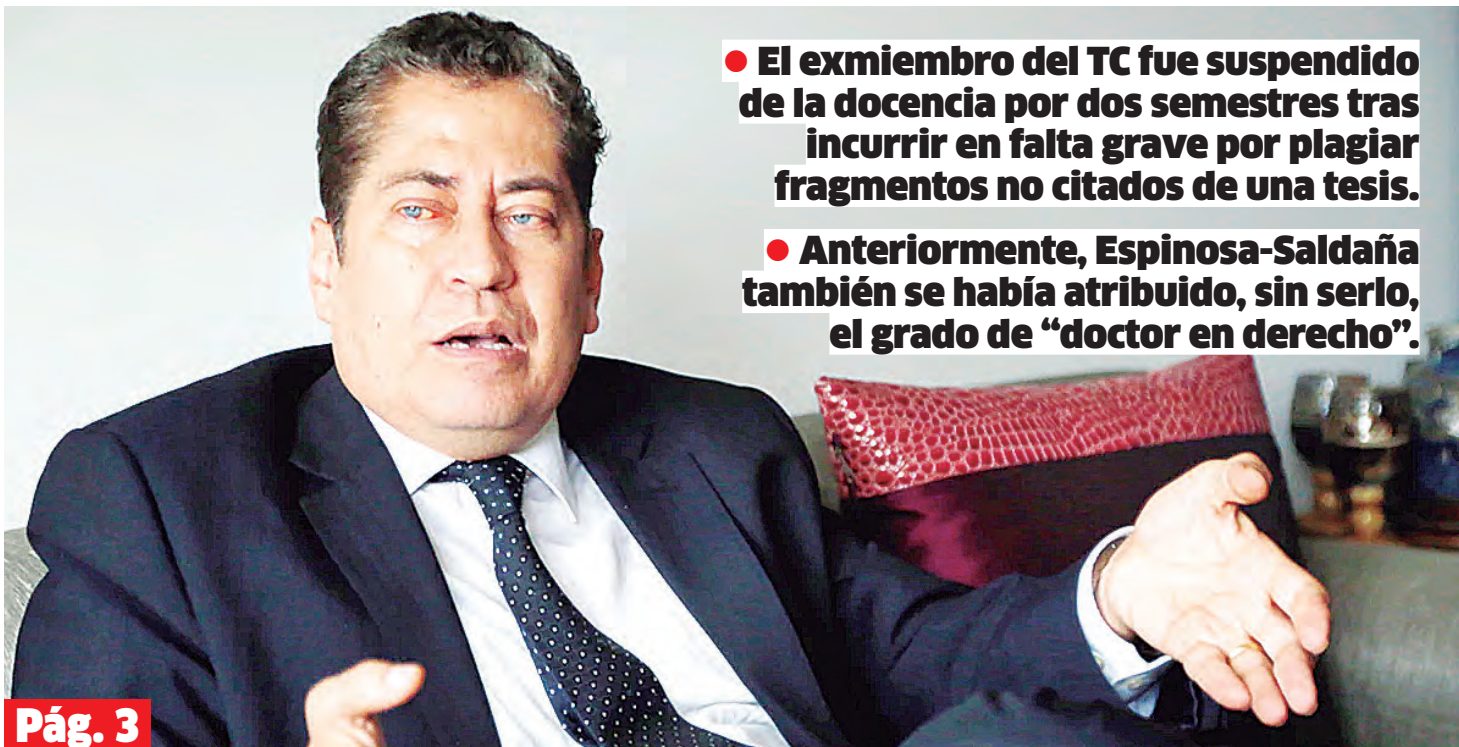 ● El exmiembro del TC fue suspendido
de la docencia por dos semestres tras
incurrir en falta grave por plagiar
fragmentos no citados de una tesis.
● Anteriormente, Espinosa-Saldaña
también se había atribuido, sin serlo,
el grado de “doctor en derecho”.
Pág. 3